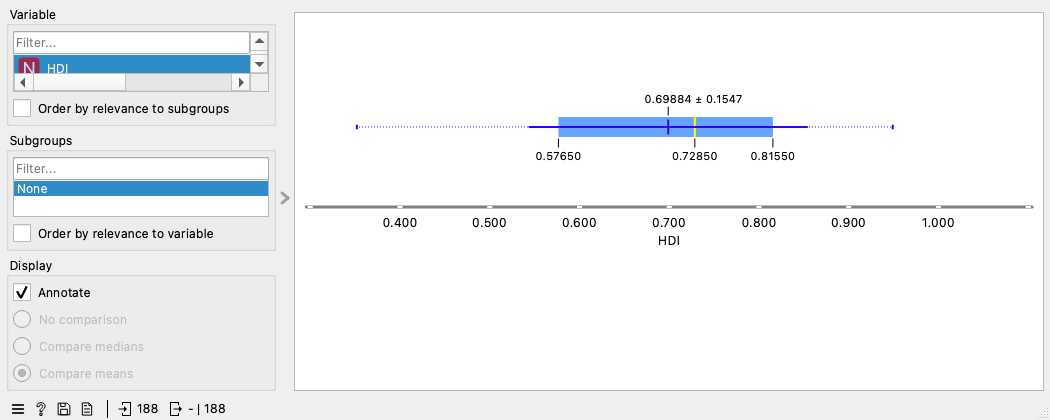 Variable
Filter...
N HDI
Order by relevance to subgroups
Subgroups
Filter...
None
Order by relevance to variable
Display
Annotate
No comparison
Compare medians
Compare means
? 188 - | 188
0.69884 ± 0.1547
0.57650 0.72850 0.81550
0.400 0.500 0.600 0.700 0.800 0.900 1.000
HDI